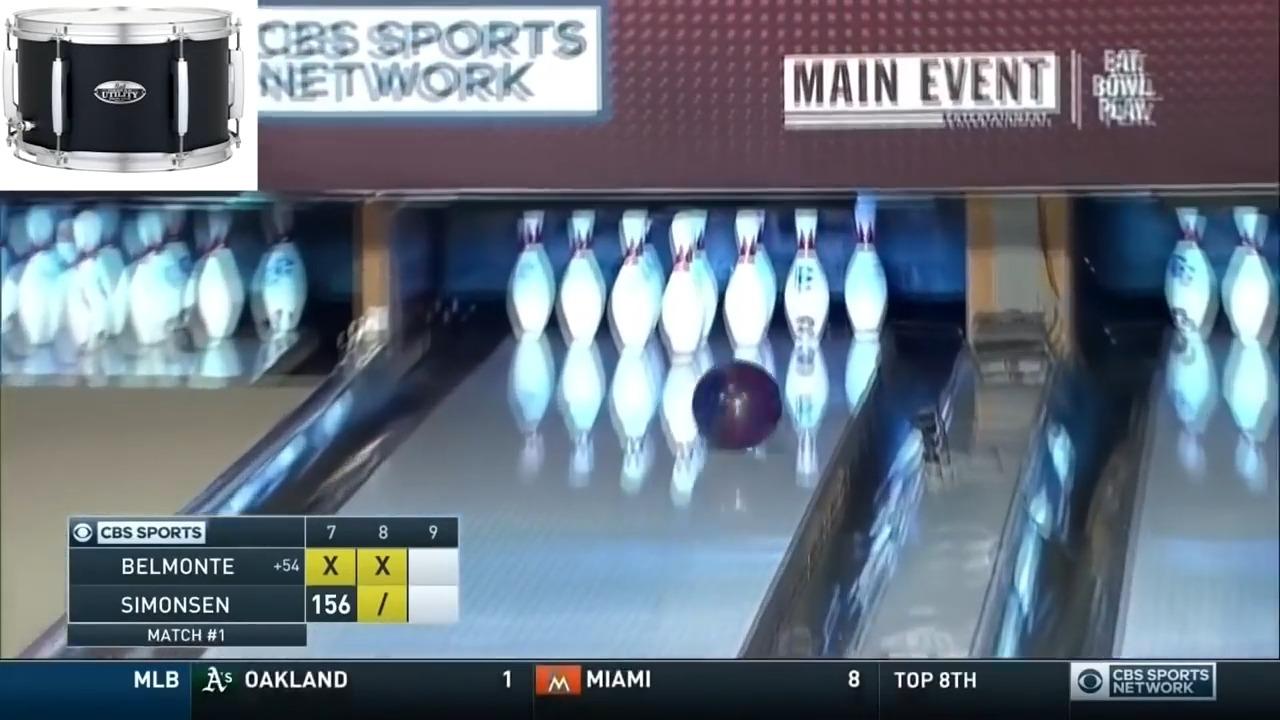 UTILITY
CBS SPORTS
NETWORK
MAIN EVENT
ENTERTAINMENT
EAT.
BOWL.
PLAY.
CBS SPORTS 7 8 9
BELMONTE +54 X X
SIMONSEN 156 /
MATCH #1
MLB A's OAKLAND 1 M MIAMI 8 TOP 8TH CBS SPORTS
NETWORK